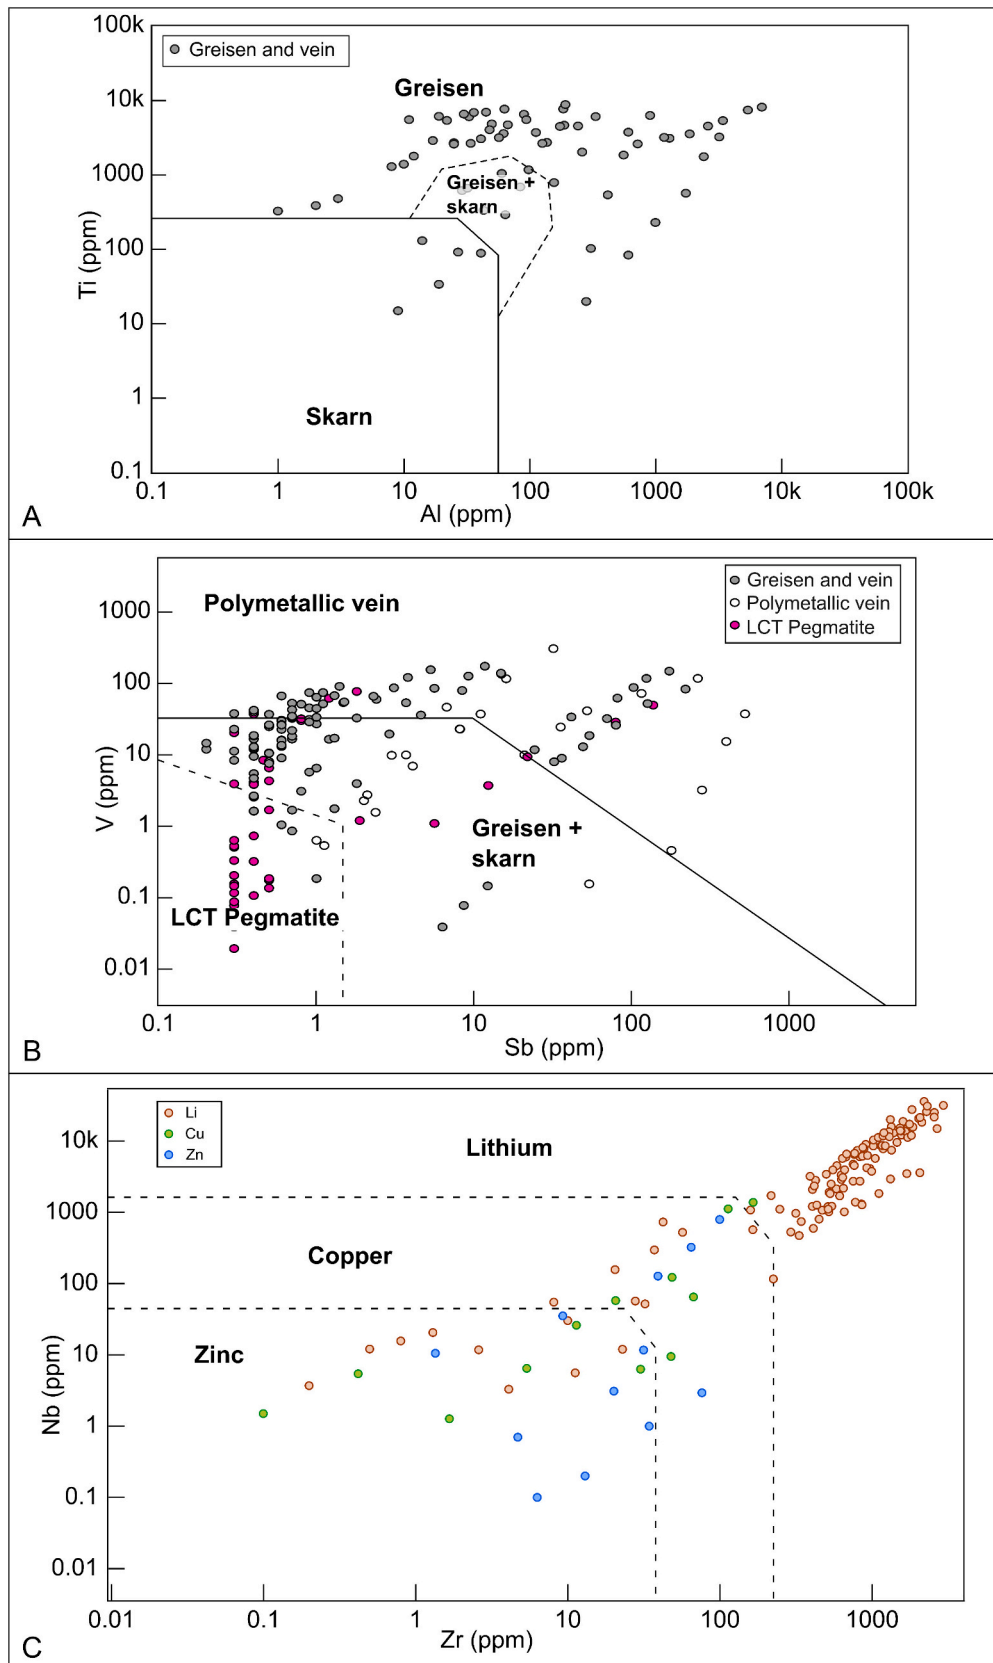 100k
Greisen and vein
Greisen
10k
1000
Greisen +
skarn
Ti (ppm)
100
10
1
Skarn
0.1
0.1
1
10
100
1000
10k
100k
Al (ppm)
A
Greisen and vein
Polymetallic vein
LCT Pegmatite
Polymetallic vein
1000
100
10
V (ppm)
1
Greisen +
skarn
0.1
LCT Pegmatite
0.01
0.1
1
10
100
1000
Sb (ppm)
B
Li
Cu
Zn
10k
Lithium
1000
Copper
100
Zinc
10
Nb (ppm)
1
0.1
0.01
0.01
0.1
1
10
100
1000
Zr (ppm)
C